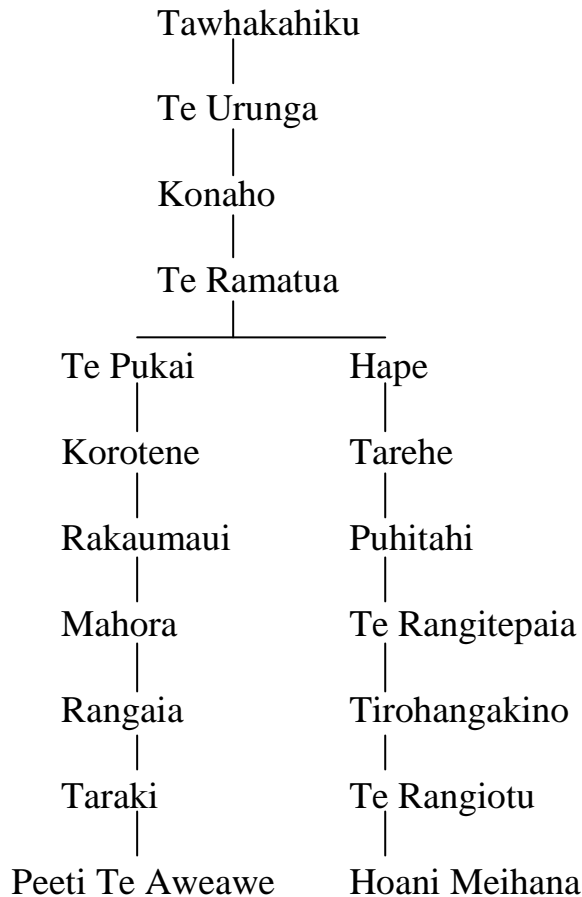 Tawhakahiku
Te Urunga
Konaho
Te Ramatua
Te Pukai Hape
Korotene Tarehe
Rakaumaui Puhitahi
Mahora Te Rangitepaia
Rangaia Tirohangakino
Taraki Te Rangiotu
Peeti Te Aweawe Hoani Meihana